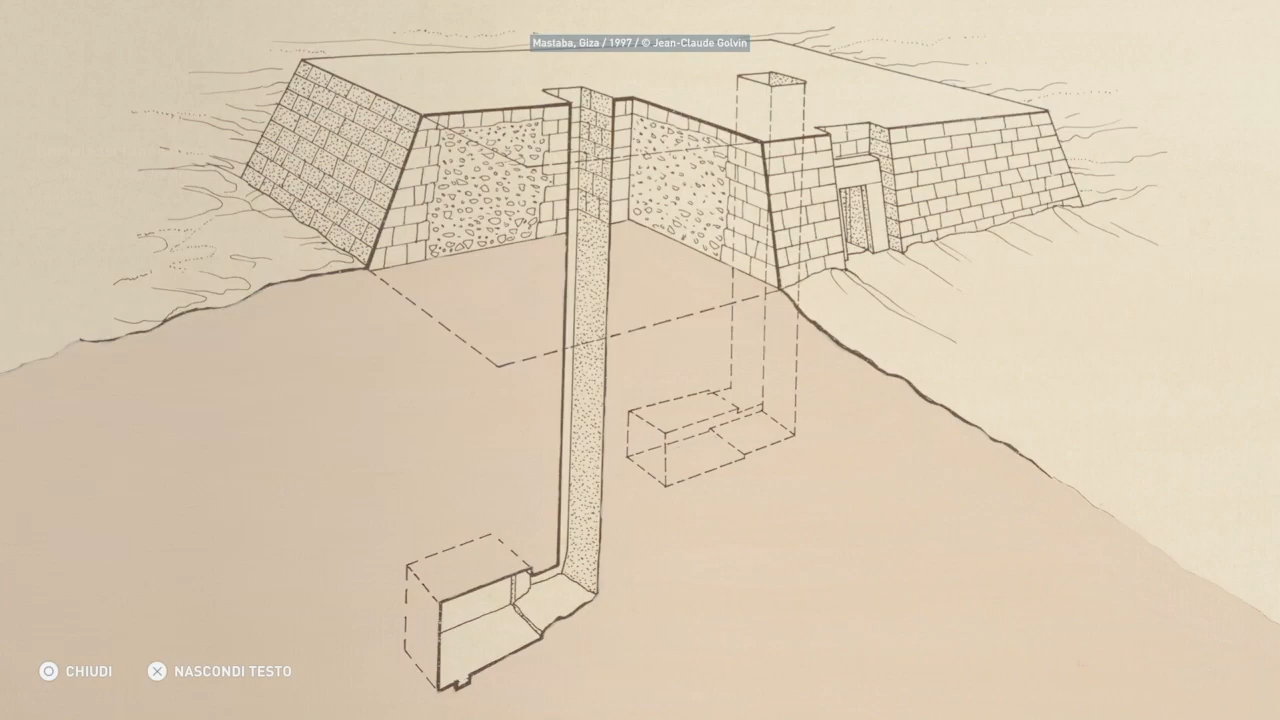 Mastaba, Giza / 1997 / © Jean-Claude Golvin
CHIUDI
NASCONDI TESTO